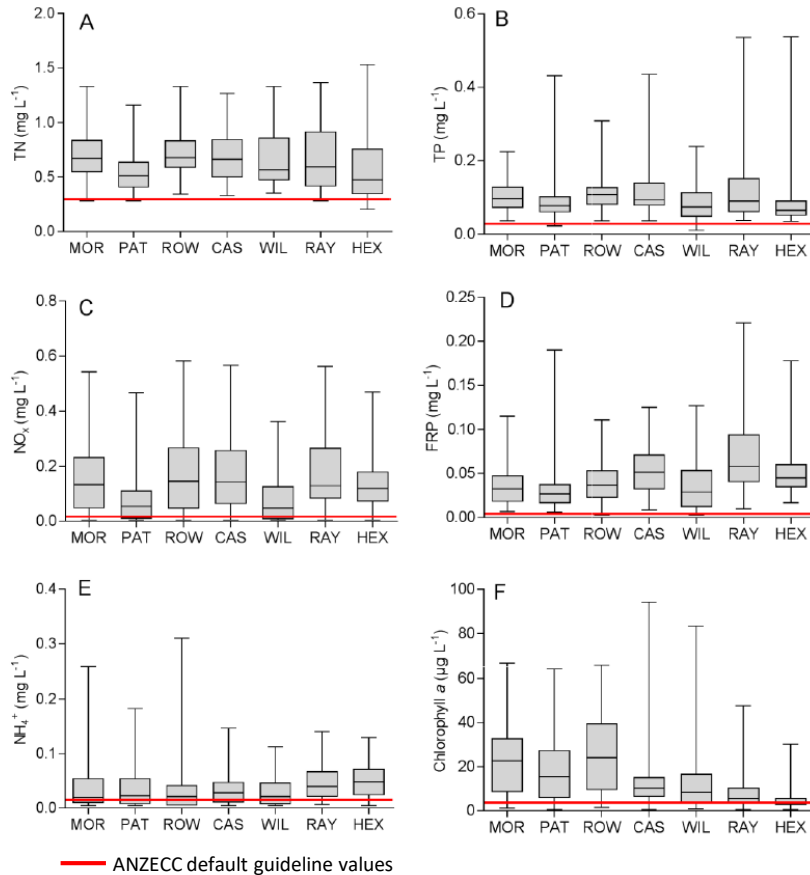 A
TN (mg L⁻¹)
2.0
1.5
1.0
0.5
0.0
MOR PAT ROW CAS WIL RAY HEX
B
TP (mg L⁻¹)
0.6
0.4
0.2
0.0
MOR PAT ROW CAS WIL RAY HEX
C
NOₓ (mg L⁻¹)
0.8
0.6
0.4
0.2
0.0
MOR PAT ROW CAS WIL RAY HEX
D
FRP (mg L⁻¹)
0.25
0.20
0.15
0.10
0.05
0.00
MOR PAT ROW CAS WIL RAY HEX
E
NH₄⁺ (mg L⁻¹)
0.4
0.3
0.2
0.1
0.0
MOR PAT ROW CAS WIL RAY HEX
F
Chlorophyll a (µg L⁻¹)
100
80
60
40
20
0
MOR PAT ROW CAS WIL RAY HEX
ANZECC default guideline values